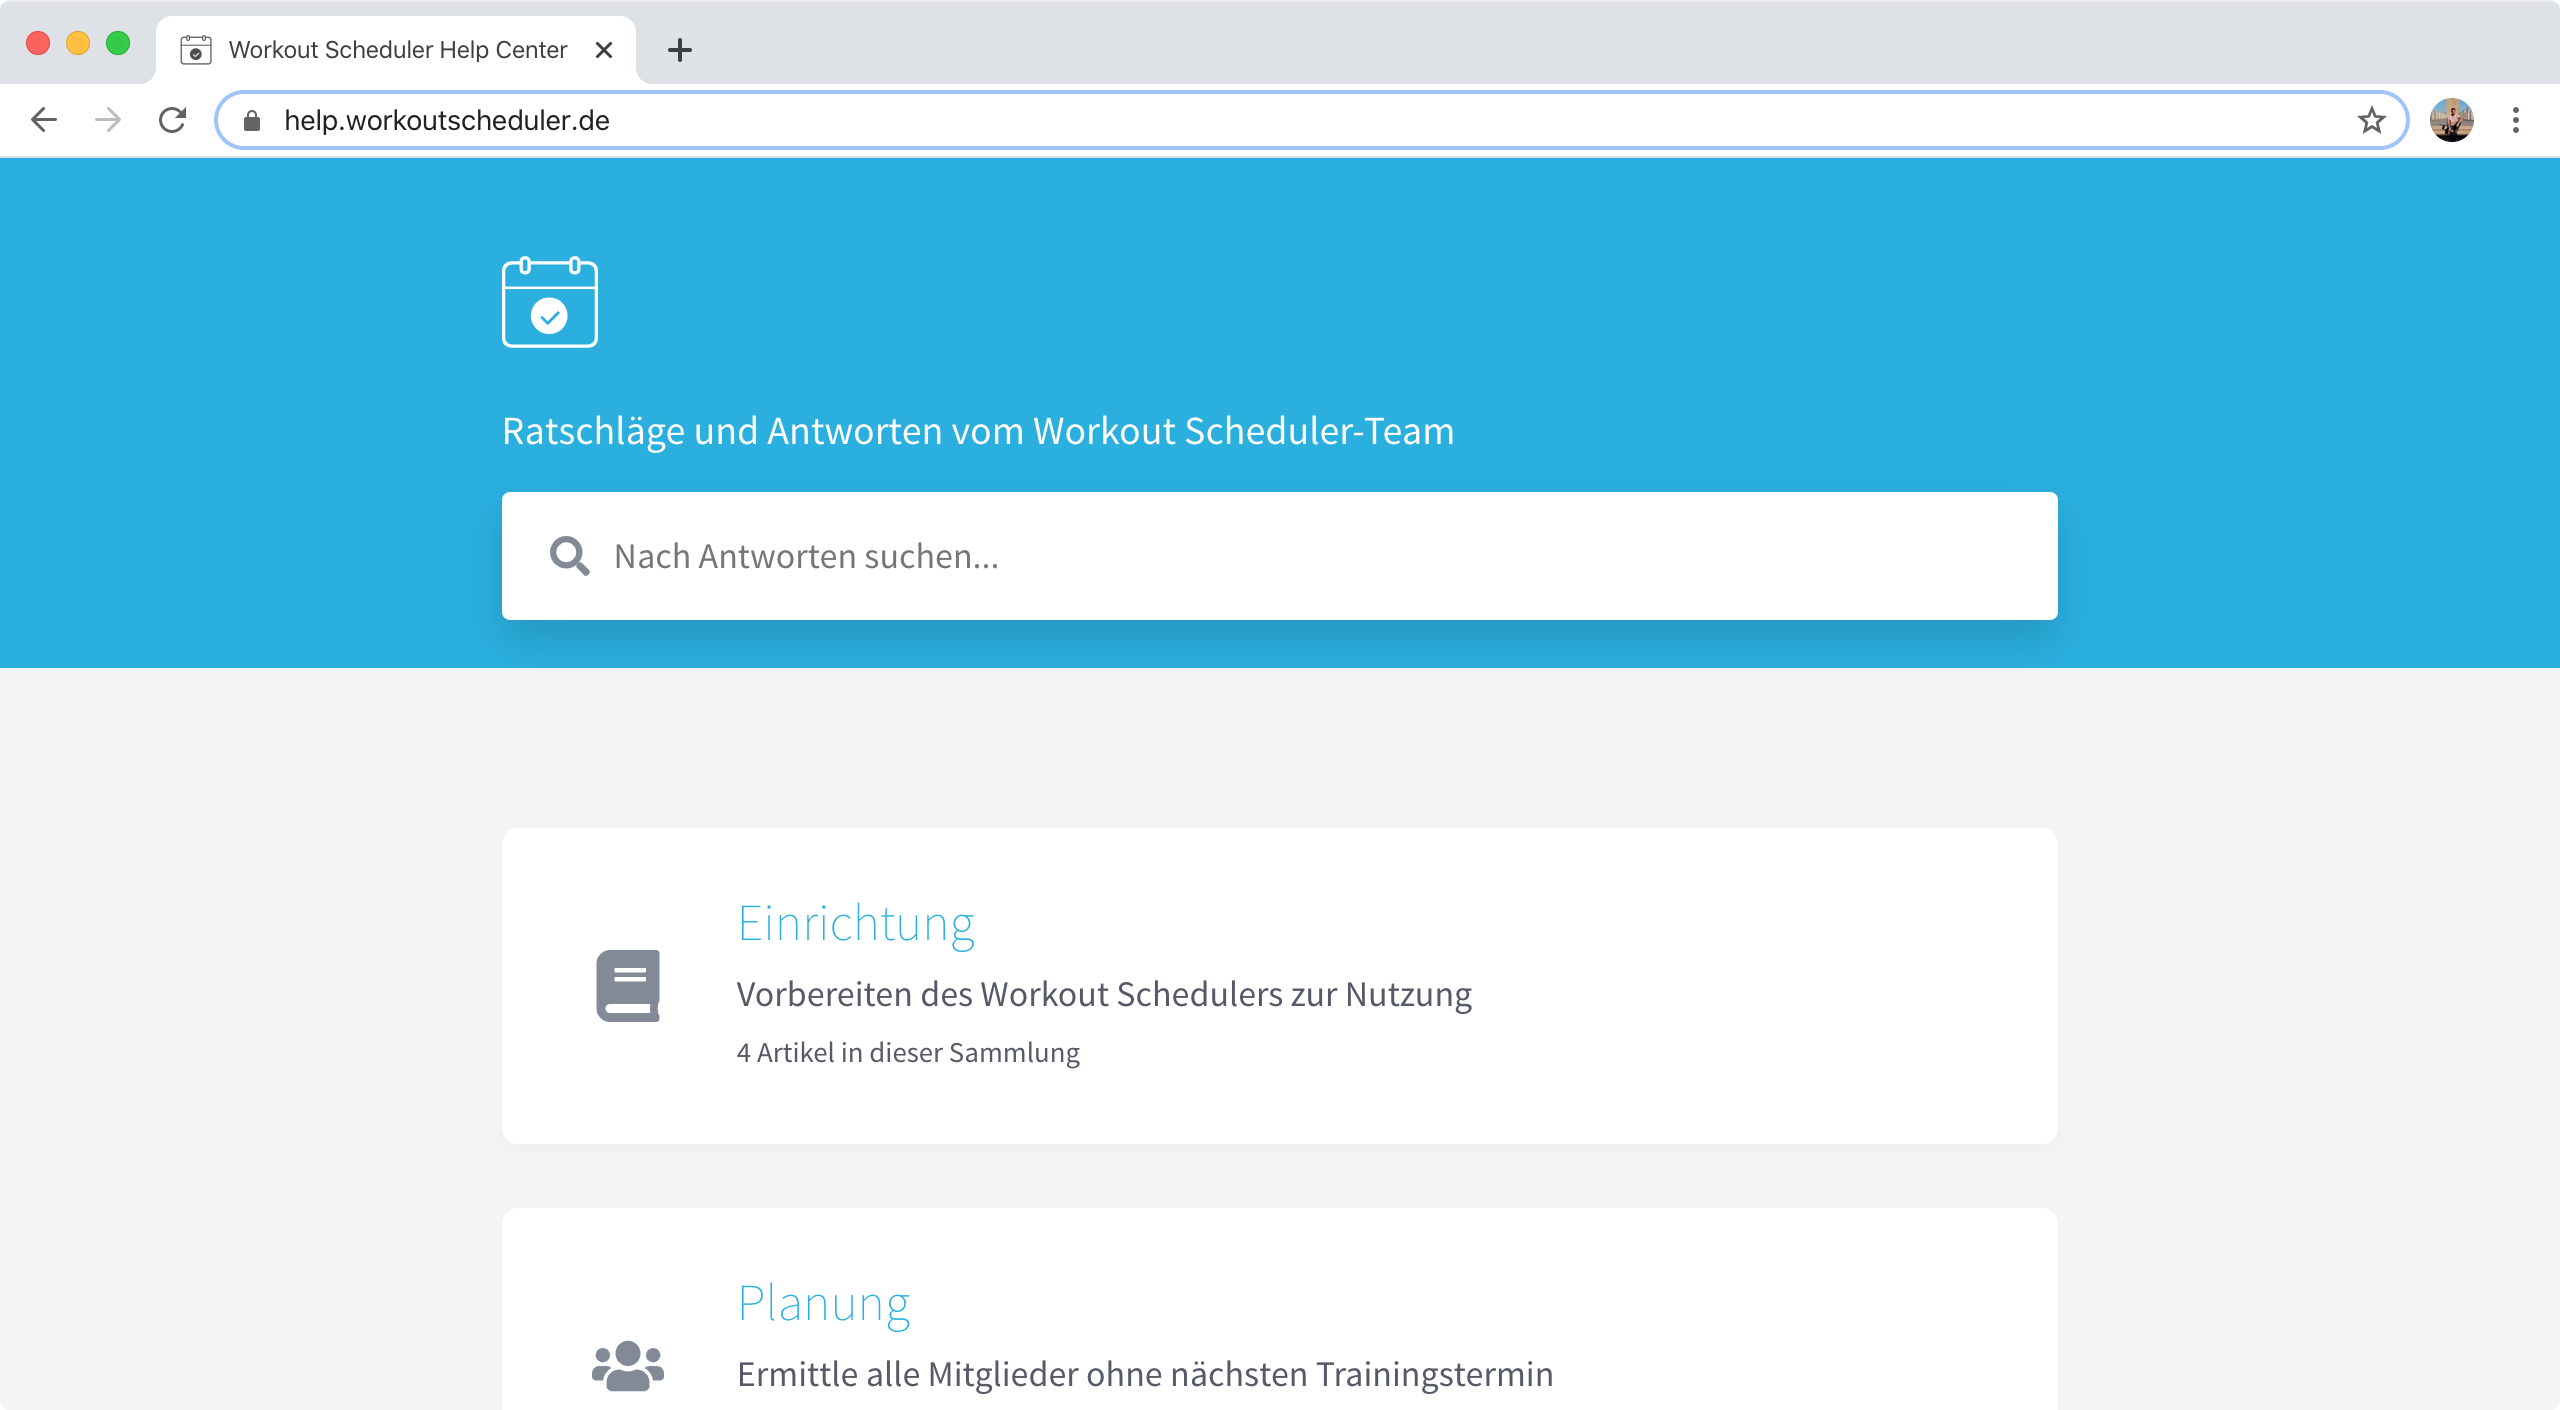 Workout Scheduler Help Center
help.workoutscheduler.de
Ratschläge und Antworten vom Workout Scheduler-Team
Nach Antworten suchen...
Einrichtung
Vorbereiten des Workout Schedulers zur Nutzung
4 Artikel in dieser Sammlung
Planung
Ermittle alle Mitglieder ohne nächsten Trainingstermin